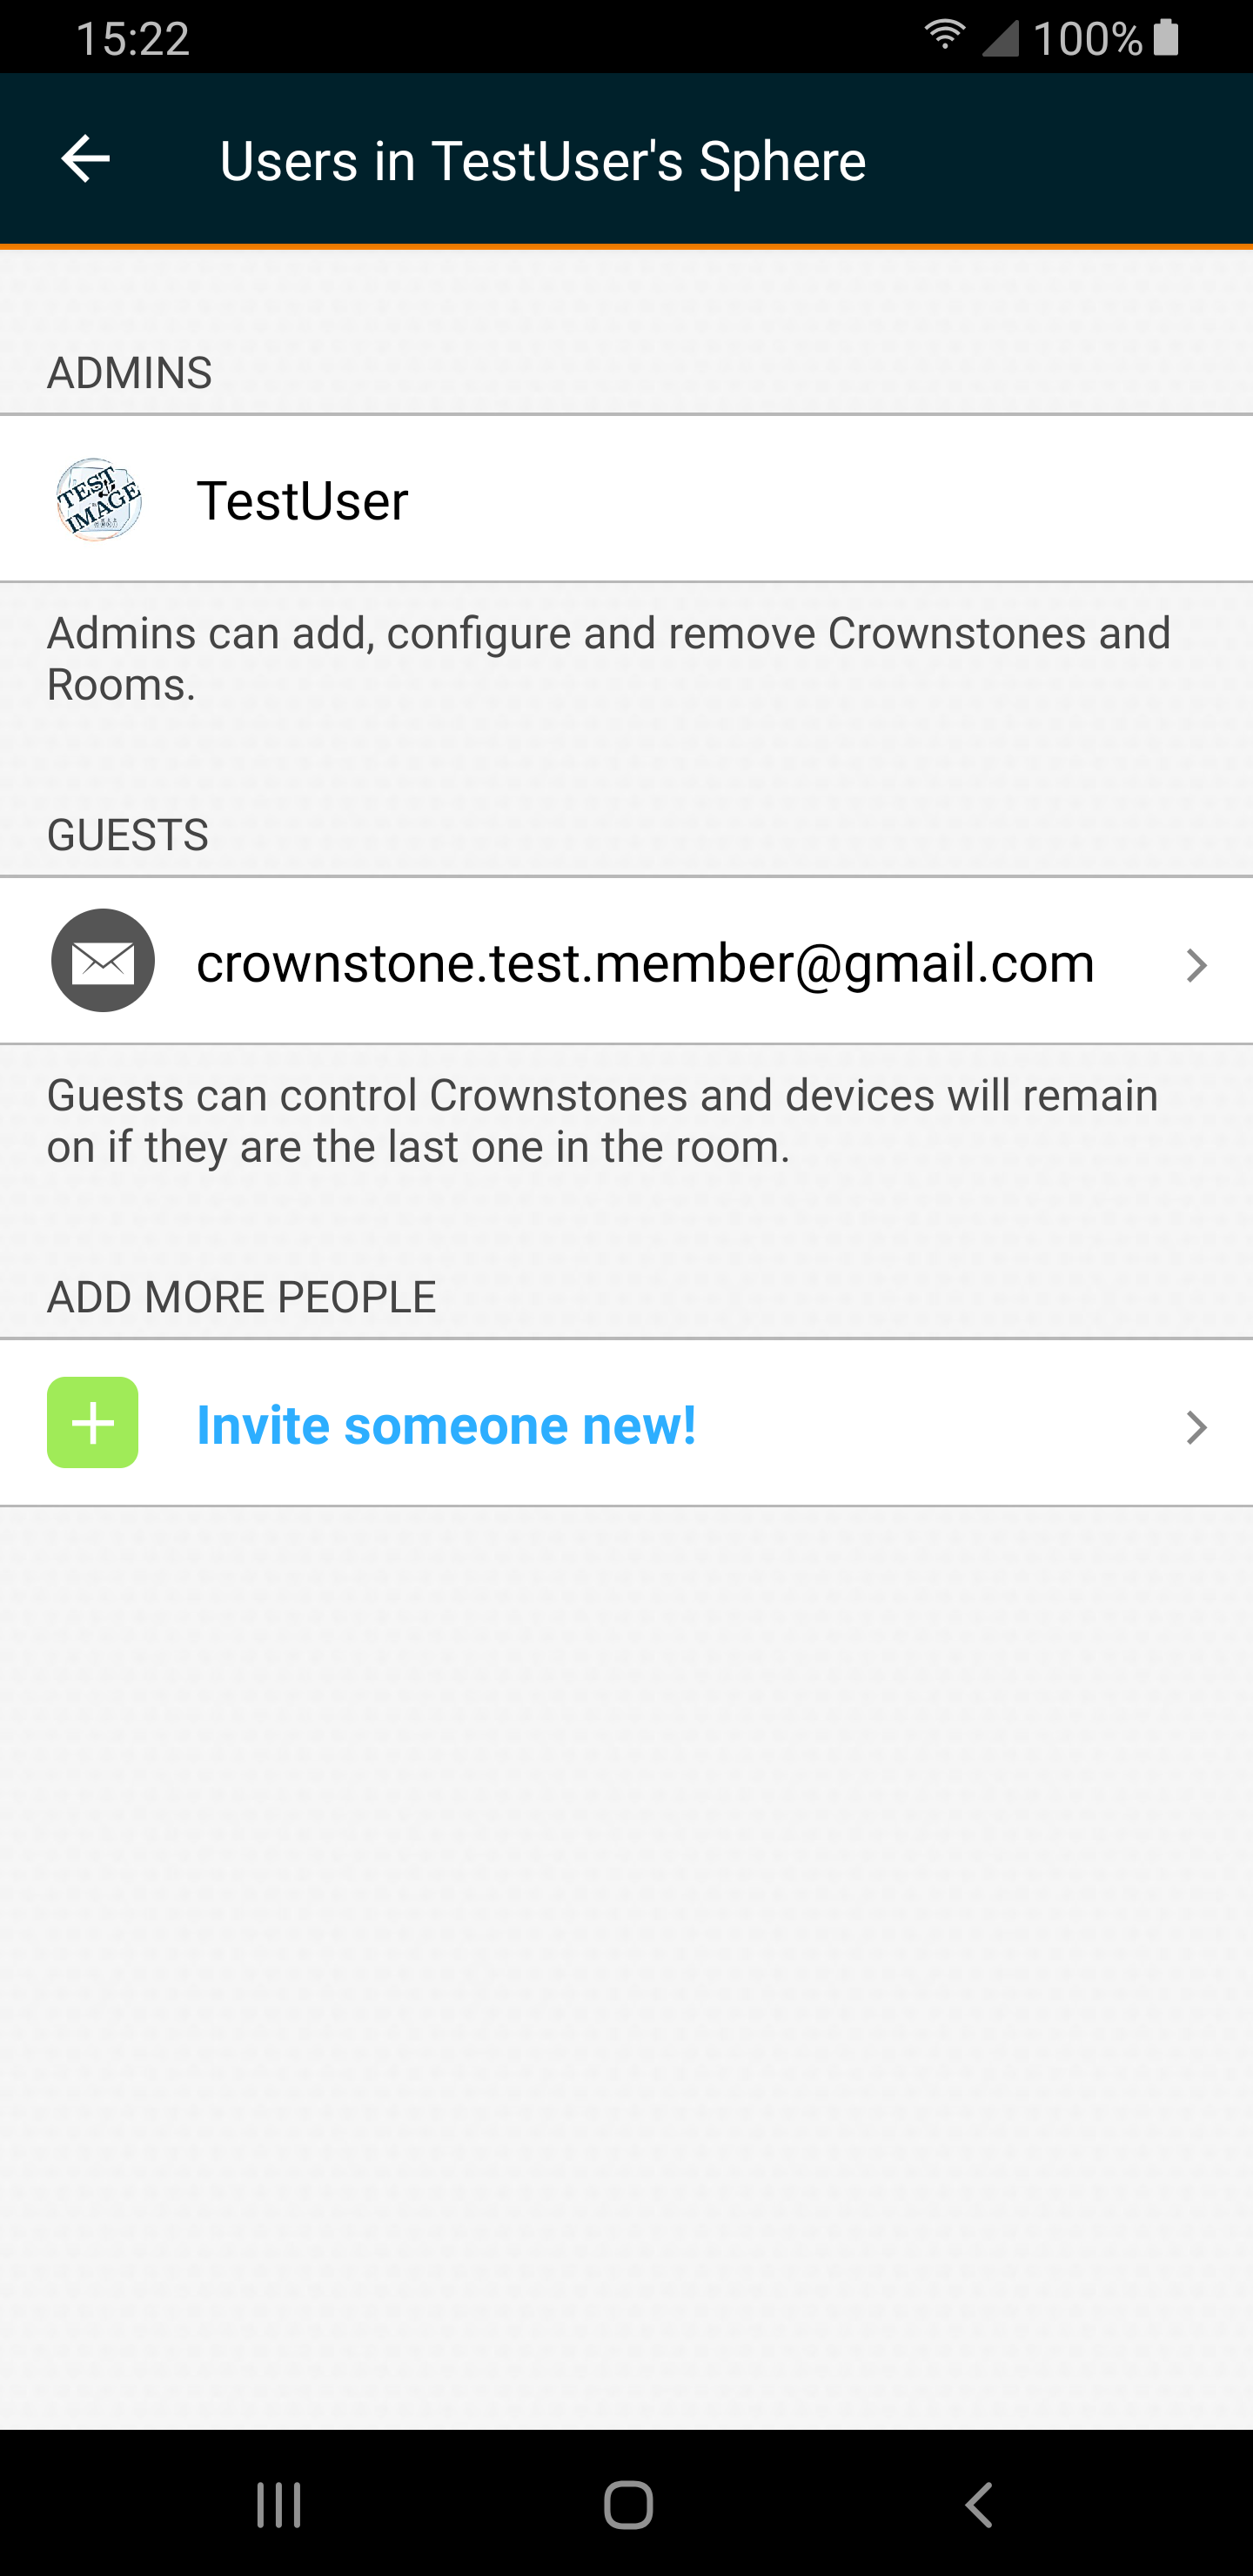 15:22
100%
Users in TestUser's Sphere
ADMINS
TEST
IMAGE
TestUser
Admins can add, configure and remove Crownstones and
Rooms.
GUESTS
crownstone.test.member@gmail.com
Guests can control Crownstones and devices will remain
on if they are the last one in the room.
ADD MORE PEOPLE
Invite someone new!